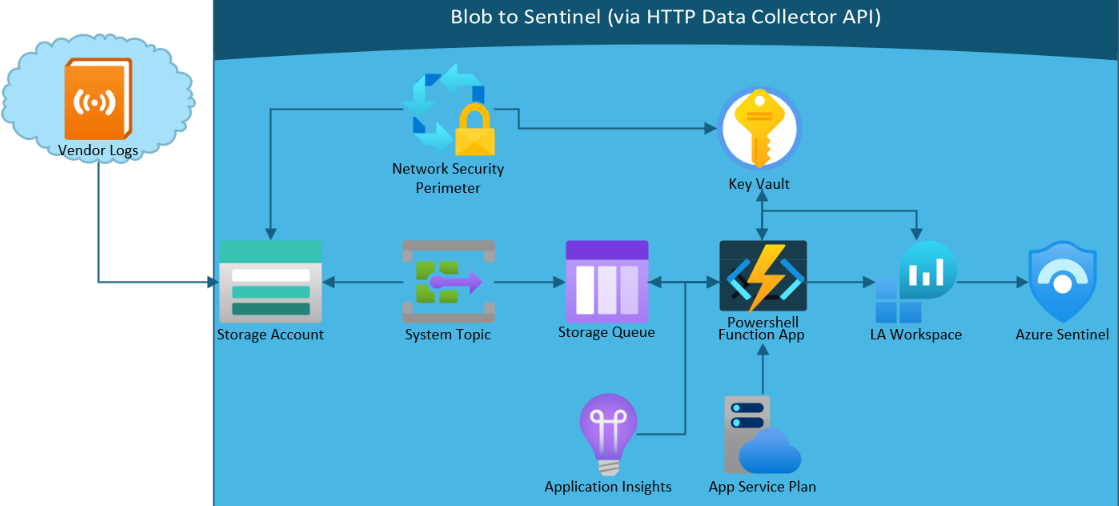 Blob to Sentinel (via HTTP Data Collector API)
Vendor Logs
Network Security
Perimeter
Key Vault
Storage Account
System Topic
Storage Queue
Powershell
Function App
LA Workspace
Azure Sentinel
Application Insights
App Service Plan